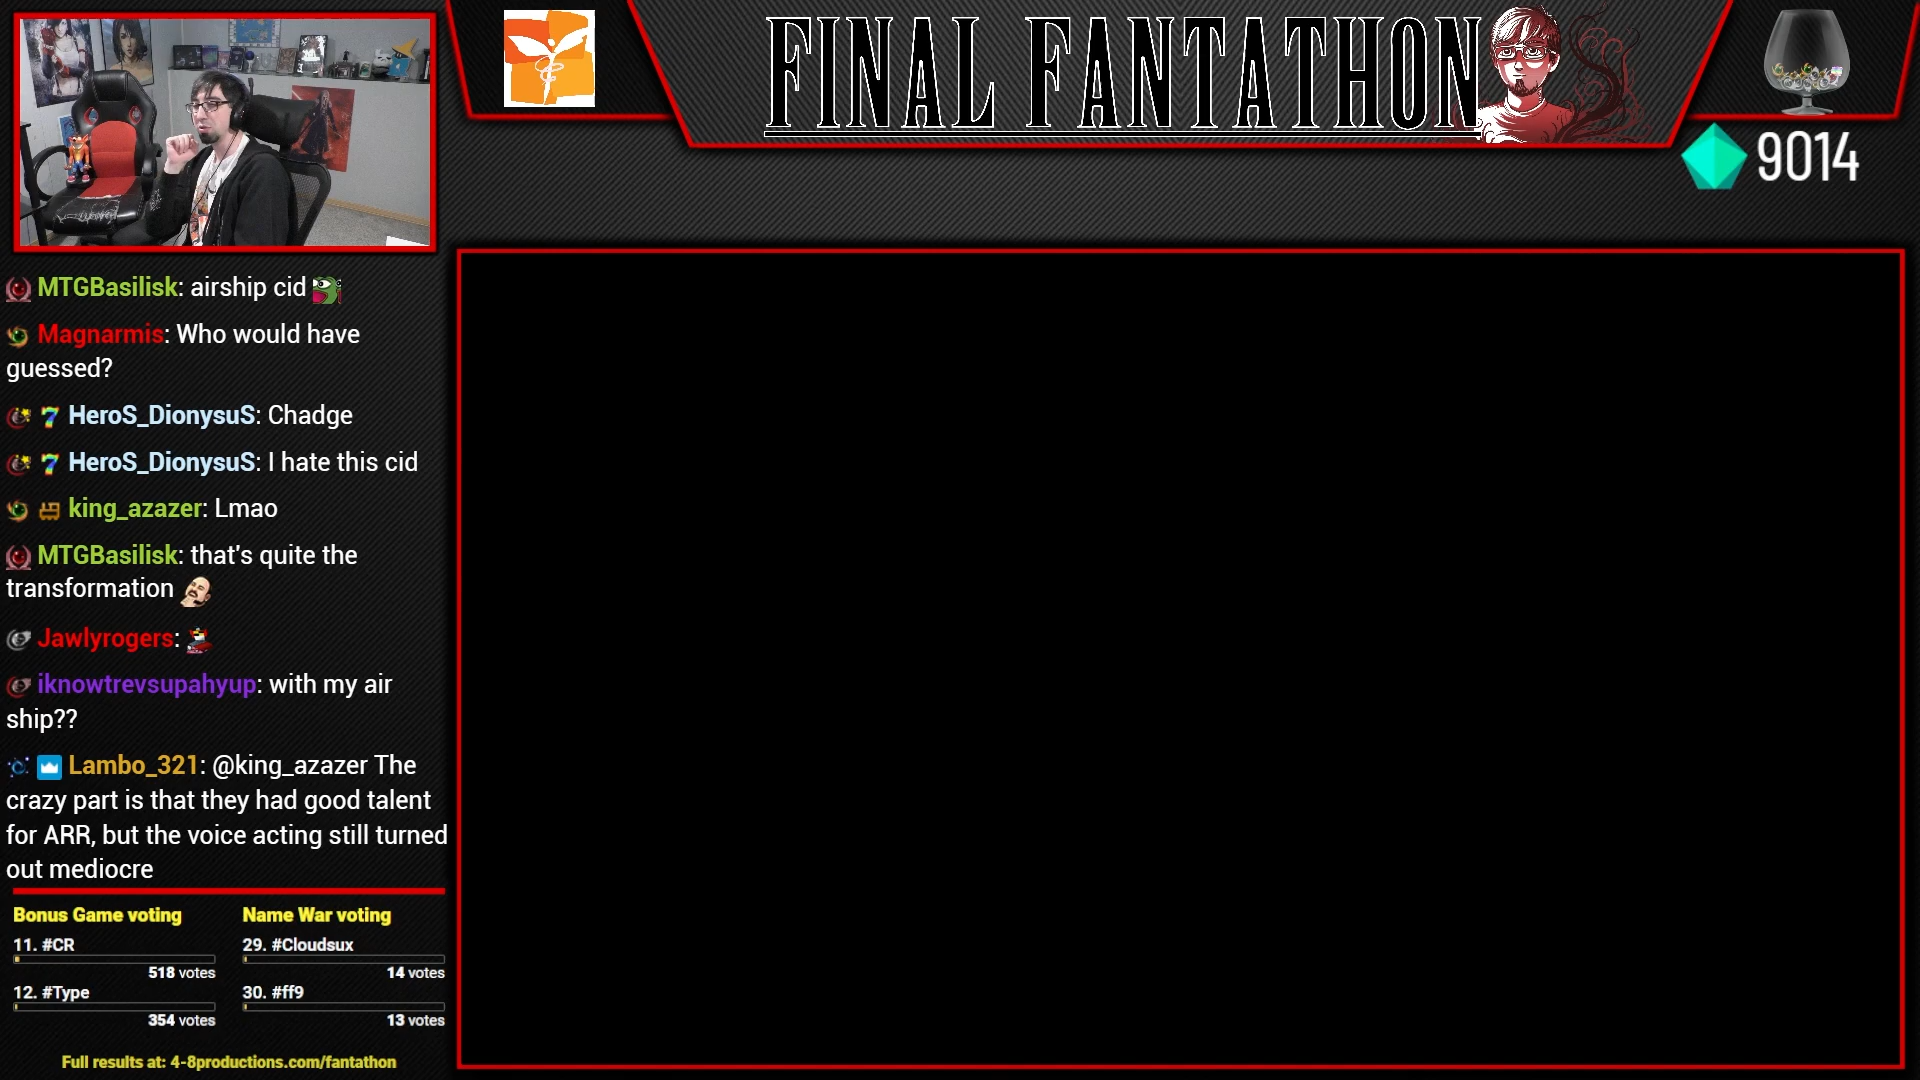 FINAL FANTATHON
9014
MTGBasilisk: airship cid
Magnarmis: Who would have
guessed?
HeroS_DionysuS: Chadge
HeroS_DionysuS: I hate this cid
king_azazer: Lmao
MTGBasilisk: that's quite the
transformation
Jawlyrogers:
iknowtrevsupahyup: with my air
ship??
Lambo_321: @king_azazer The
crazy part is that they had good talent
for ARR, but the voice acting still turned
out mediocre
Bonus Game voting
11. #CR
518 votes
12. #Type
354 votes
Name War voting
29. #Cloudsux
14 votes
30. #ff9
13 votes
Full results at: 4-8productions.com/fantathon